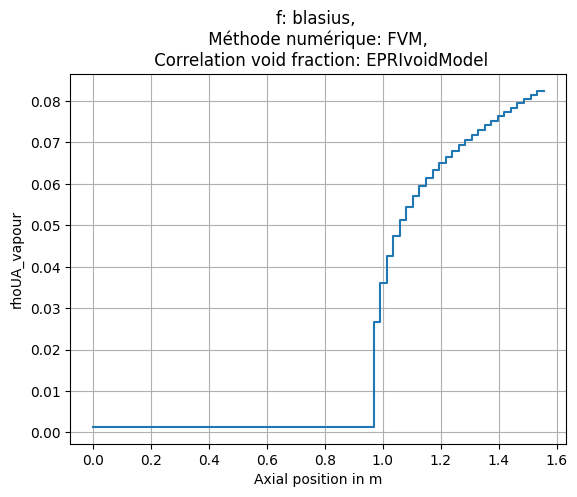 f: blasius,
Méthode numérique: FVM,
Correlation void fraction: EPRIvoidModel
0.08
0.07
0.06
0.05
0.04
0.03
0.02
0.01
0.00
rhoUA_vapour
0.0 0.2 0.4 0.6 0.8 1.0 1.2 1.4 1.6
Axial position in m